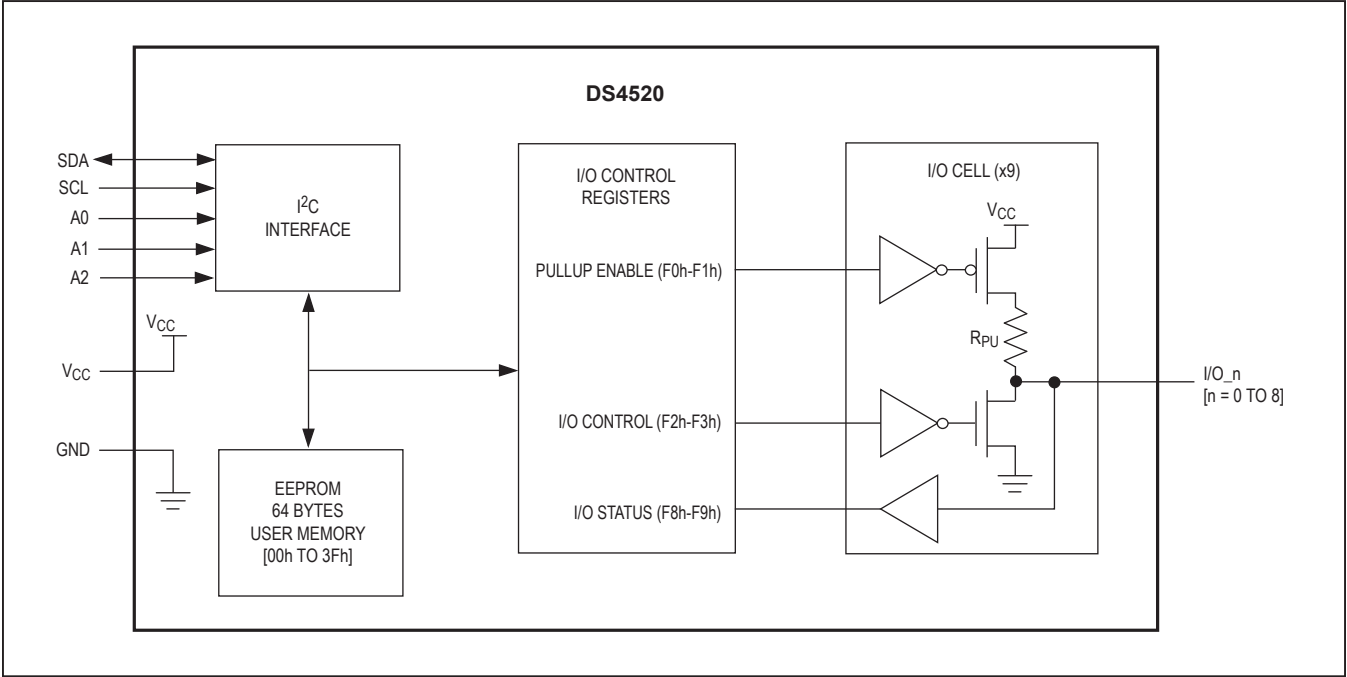 DS4520
SDA
SCL
A0
A1
A2
I2C
INTERFACE
VCC
VCC
GND
EEPROM
64 BYTES
USER MEMORY
[00h TO 3Fh]
I/O CONTROL
REGISTERS
PULLUP ENABLE (F0h-F1h)
I/O CONTROL (F2h-F3h)
I/O STATUS (F8h-F9h)
I/O CELL (x9)
VCC
RPU
I/O_n
[n = 0 TO 8]